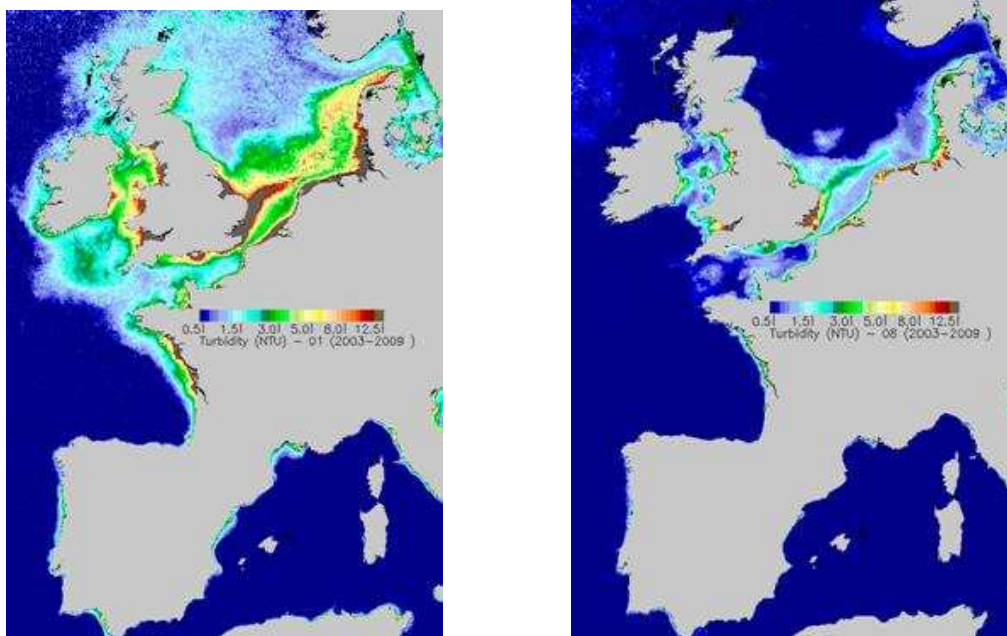 0.5| 1.5| 3.0| 5.0| 8.0| 12.5|
Turbidity (NTU) - 01 (2003-2009 )
0.5| 1.5| 3.0| 5.0| 8.0| 12.5|
Turbidity (NTU) - 08 (2003-2009 )